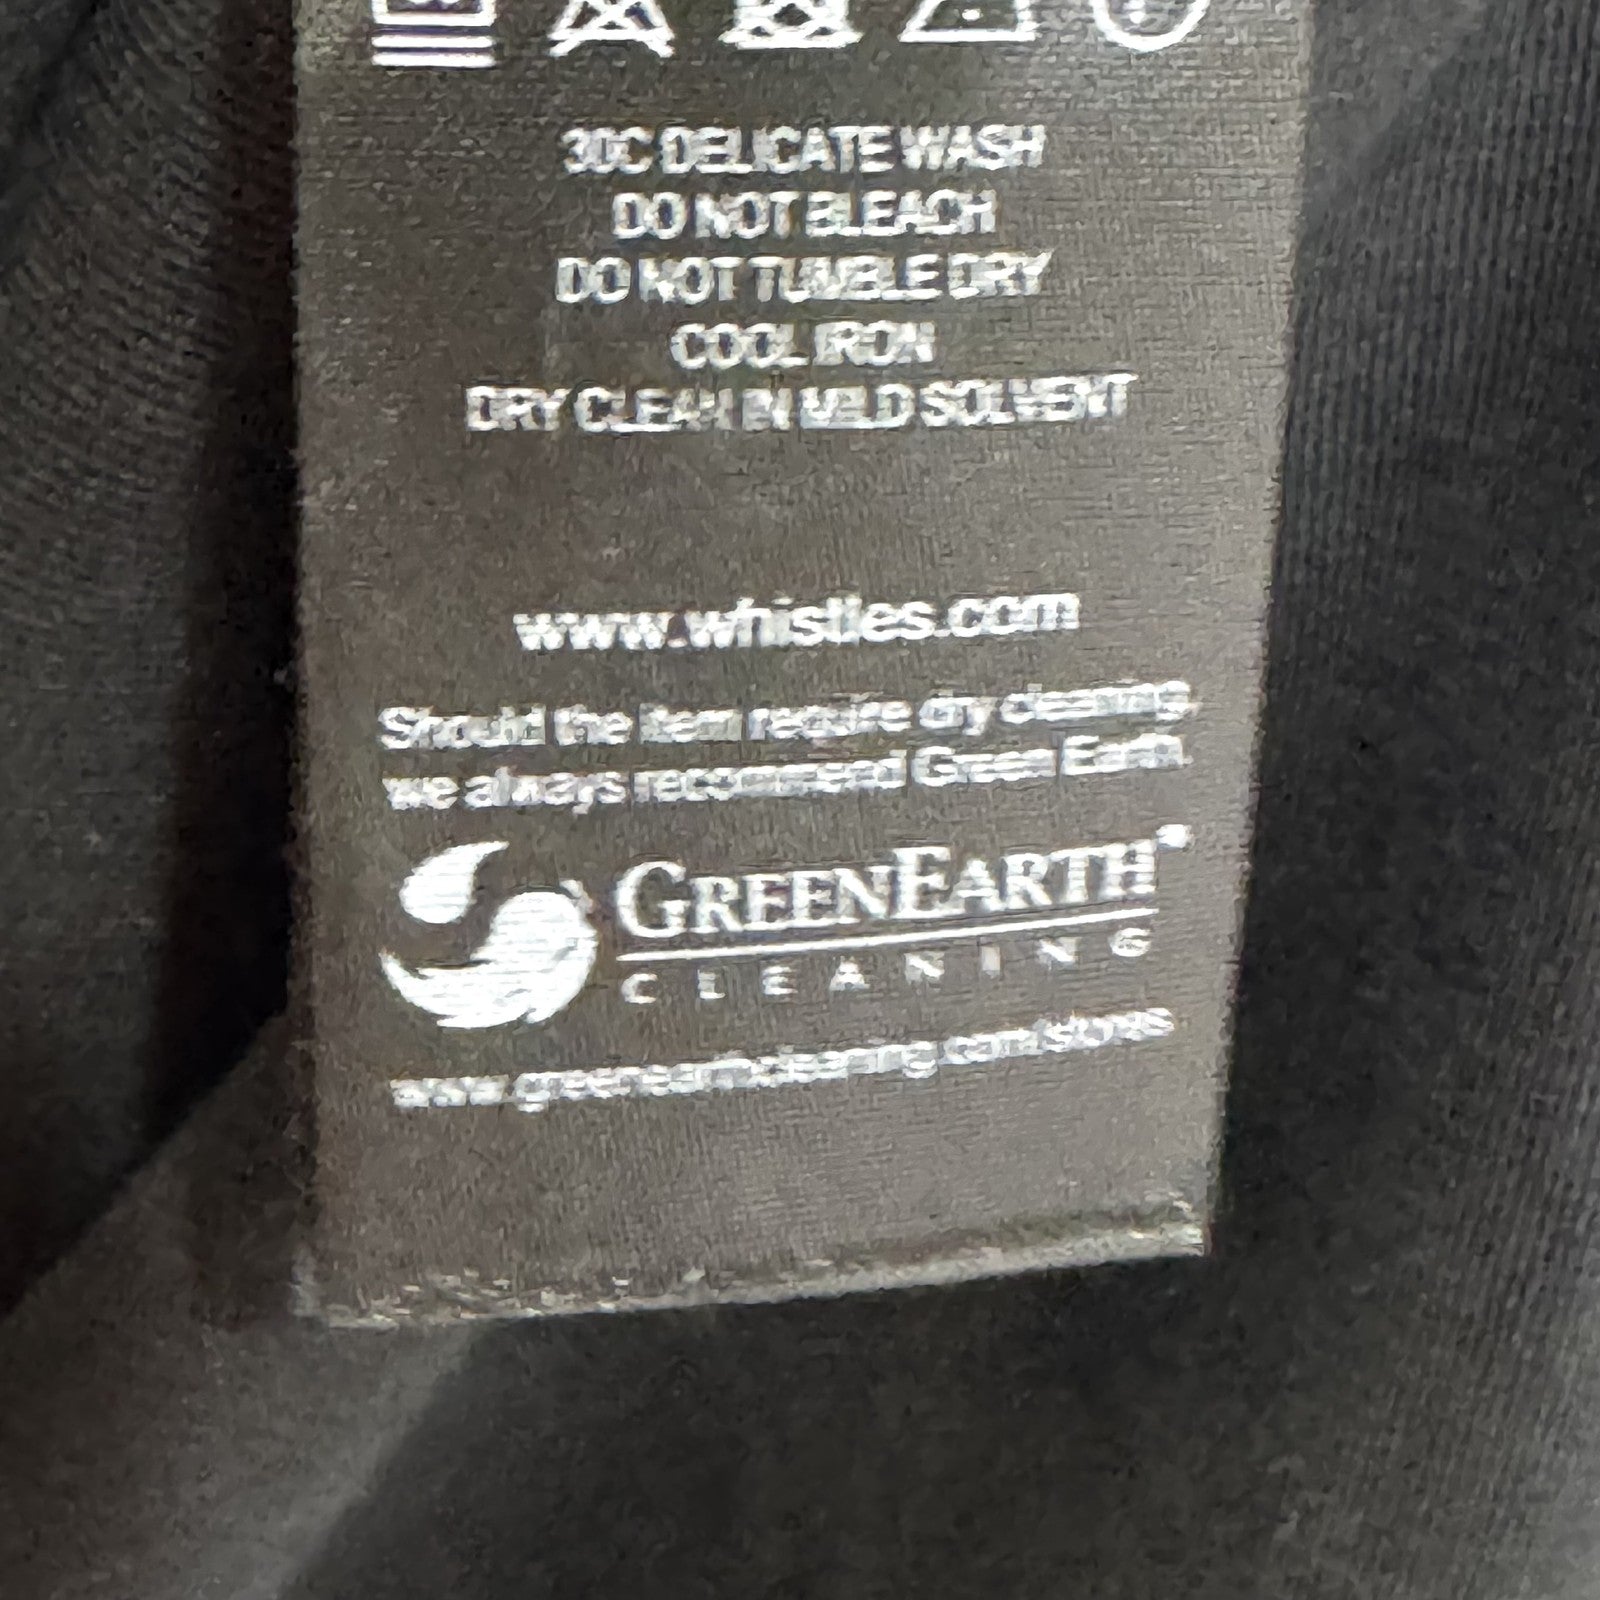 30C DELICATE WASH
DO NOT BLEACH
DO NOT TUMBLE DRY
COOL IRON
DRY CLEAN IN MILD SOLVENT
www.whistles.com
Should the item require dry cleaning,
we always recommend Green Earth.
GREENEARTH®
CLEANING
www.greenearthcleaning.com/stores